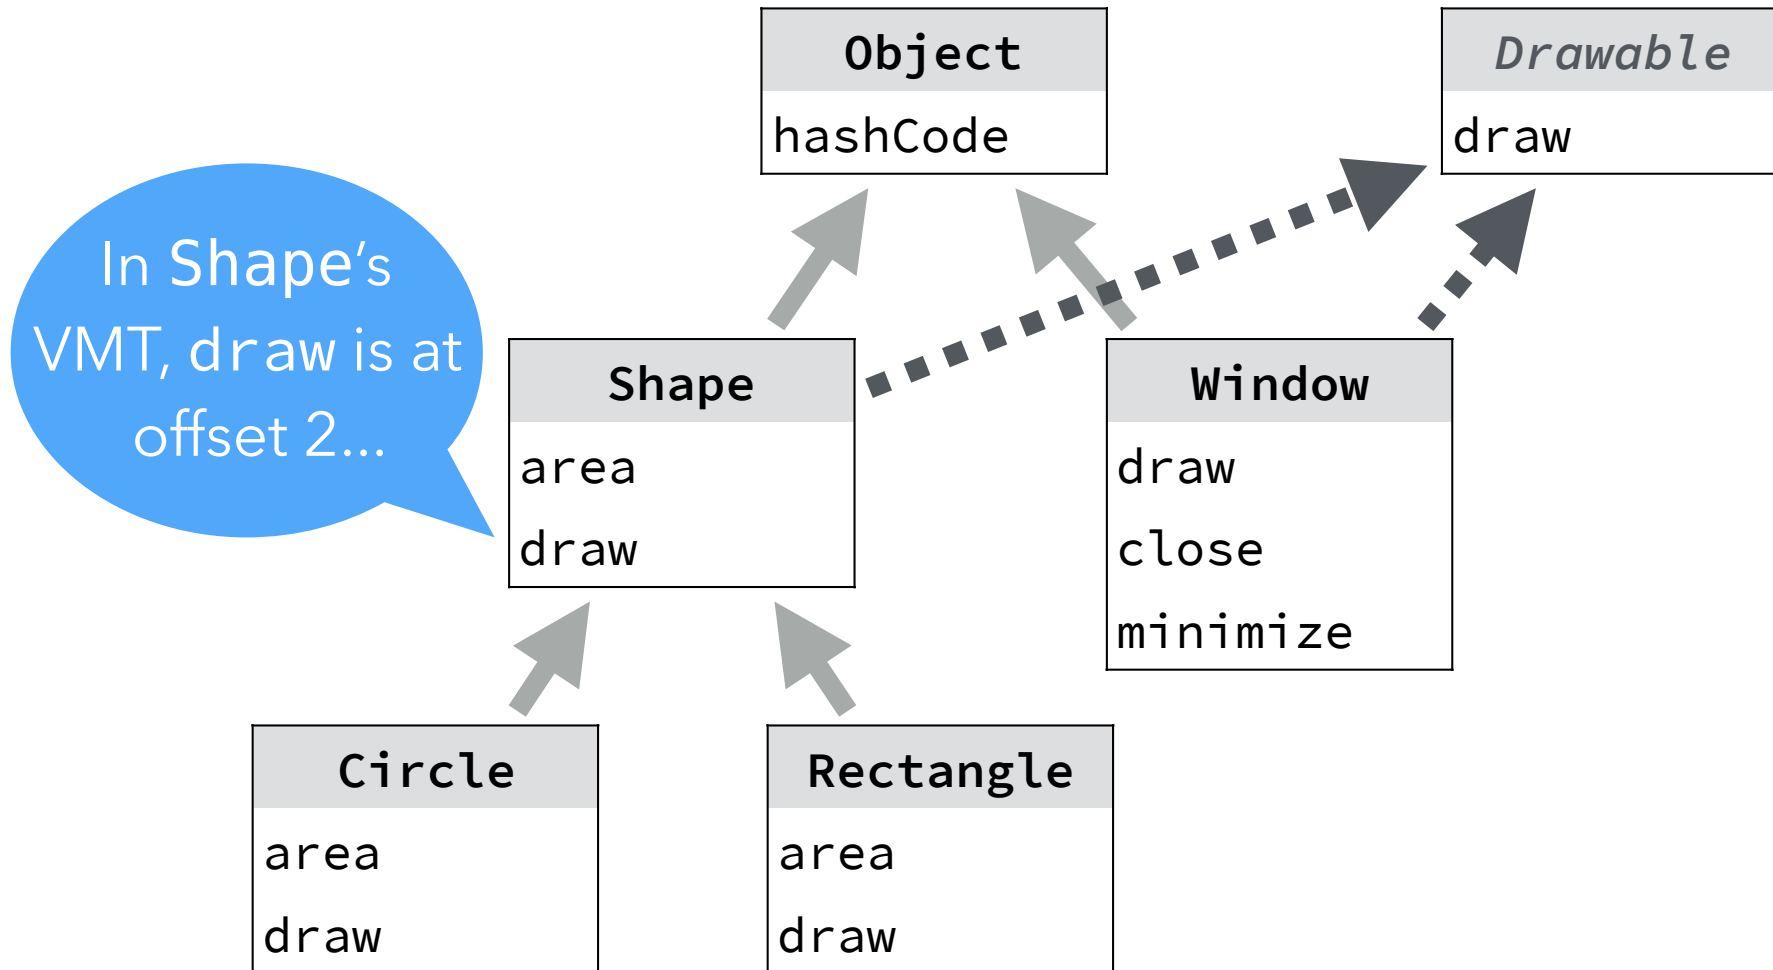 Object
hashCode
Drawable
draw
In Shape's
VMT, draw is at
offset 2...
Shape
area
draw
Window
draw
close
minimize
Circle
area
draw
Rectangle
area
draw